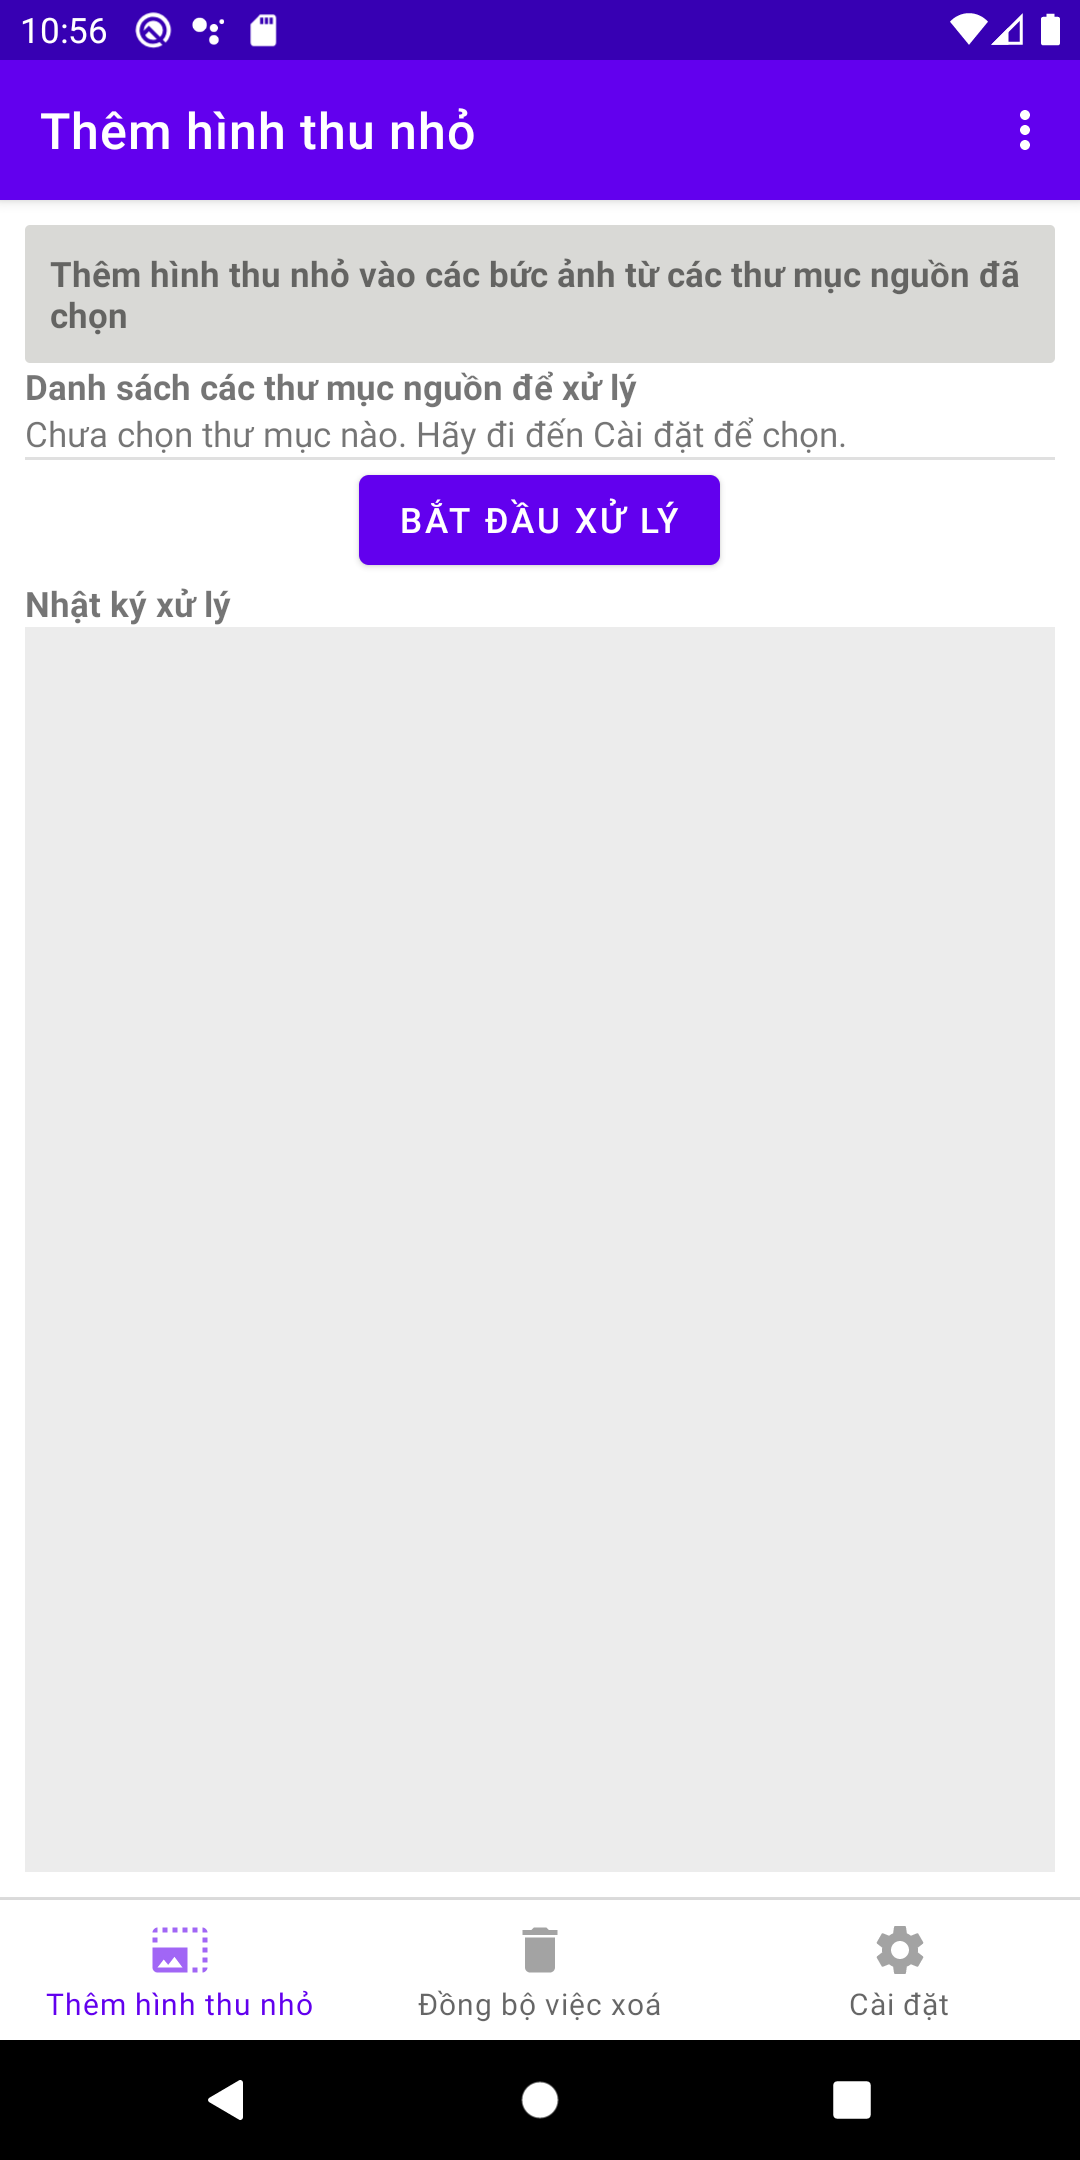 10:56
Thêm hình thu nhỏ
Thêm hình thu nhỏ vào các bức ảnh từ các thư mục nguồn đã
chọn
Danh sách các thư mục nguồn để xử lý
Chưa chọn thư mục nào. Hãy đi đến Cài đặt để chọn.
BẮT ĐẦU XỬ LÝ
Nhật ký xử lý
Thêm hình thu nhỏ
Đồng bộ việc xoá
Cài đặt